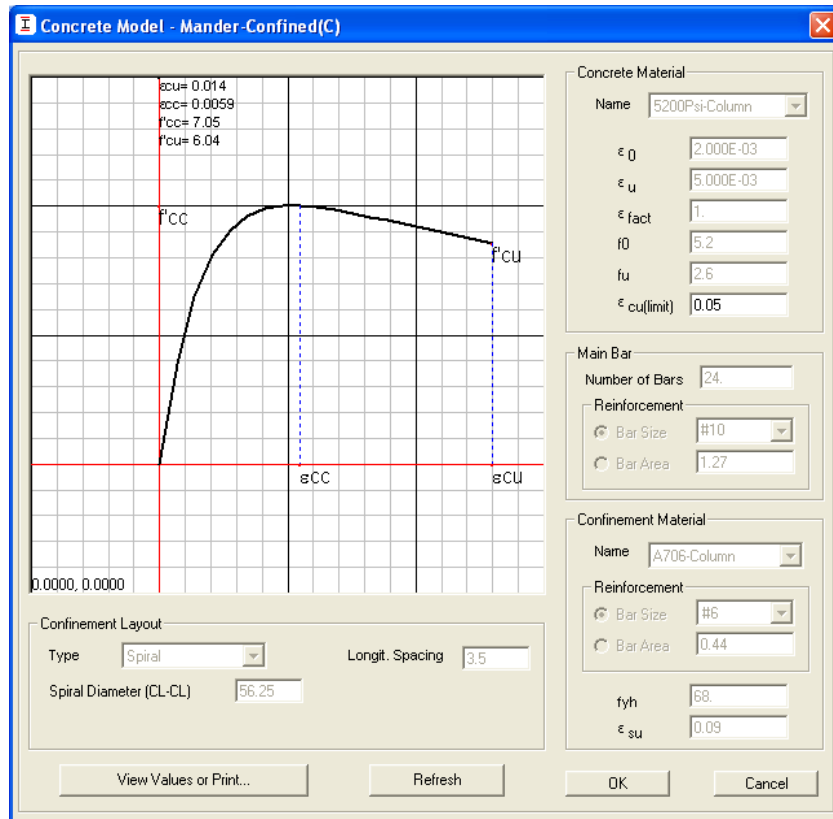 Concrete Model - Mander-Confined(C)
εcu= 0.014
εcc= 0.0059
f'cc= 7.05
f'cu= 6.04
f'cc
f'cu
εcc
εcu
0.0000, 0.0000
Confinement Layout
Type Spiral
Longit. Spacing 3.5
Spiral Diameter (CL-CL) 56.25
View Values or Print...
Refresh
Concrete Material
Name 5200Psi-Column
ε 0 2.000E-03
ε u 5.000E-03
ε fact 1.
f0 5.2
fu 2.6
ε cu(limit) 0.05
Main Bar
Number of Bars 24.
Reinforcement
Bar Size #10
Bar Area 1.27
Confinement Material
Name A706-Column
Reinforcement
Bar Size #6
Bar Area 0.44
fyh 68.
ε su 0.09
OK
Cancel